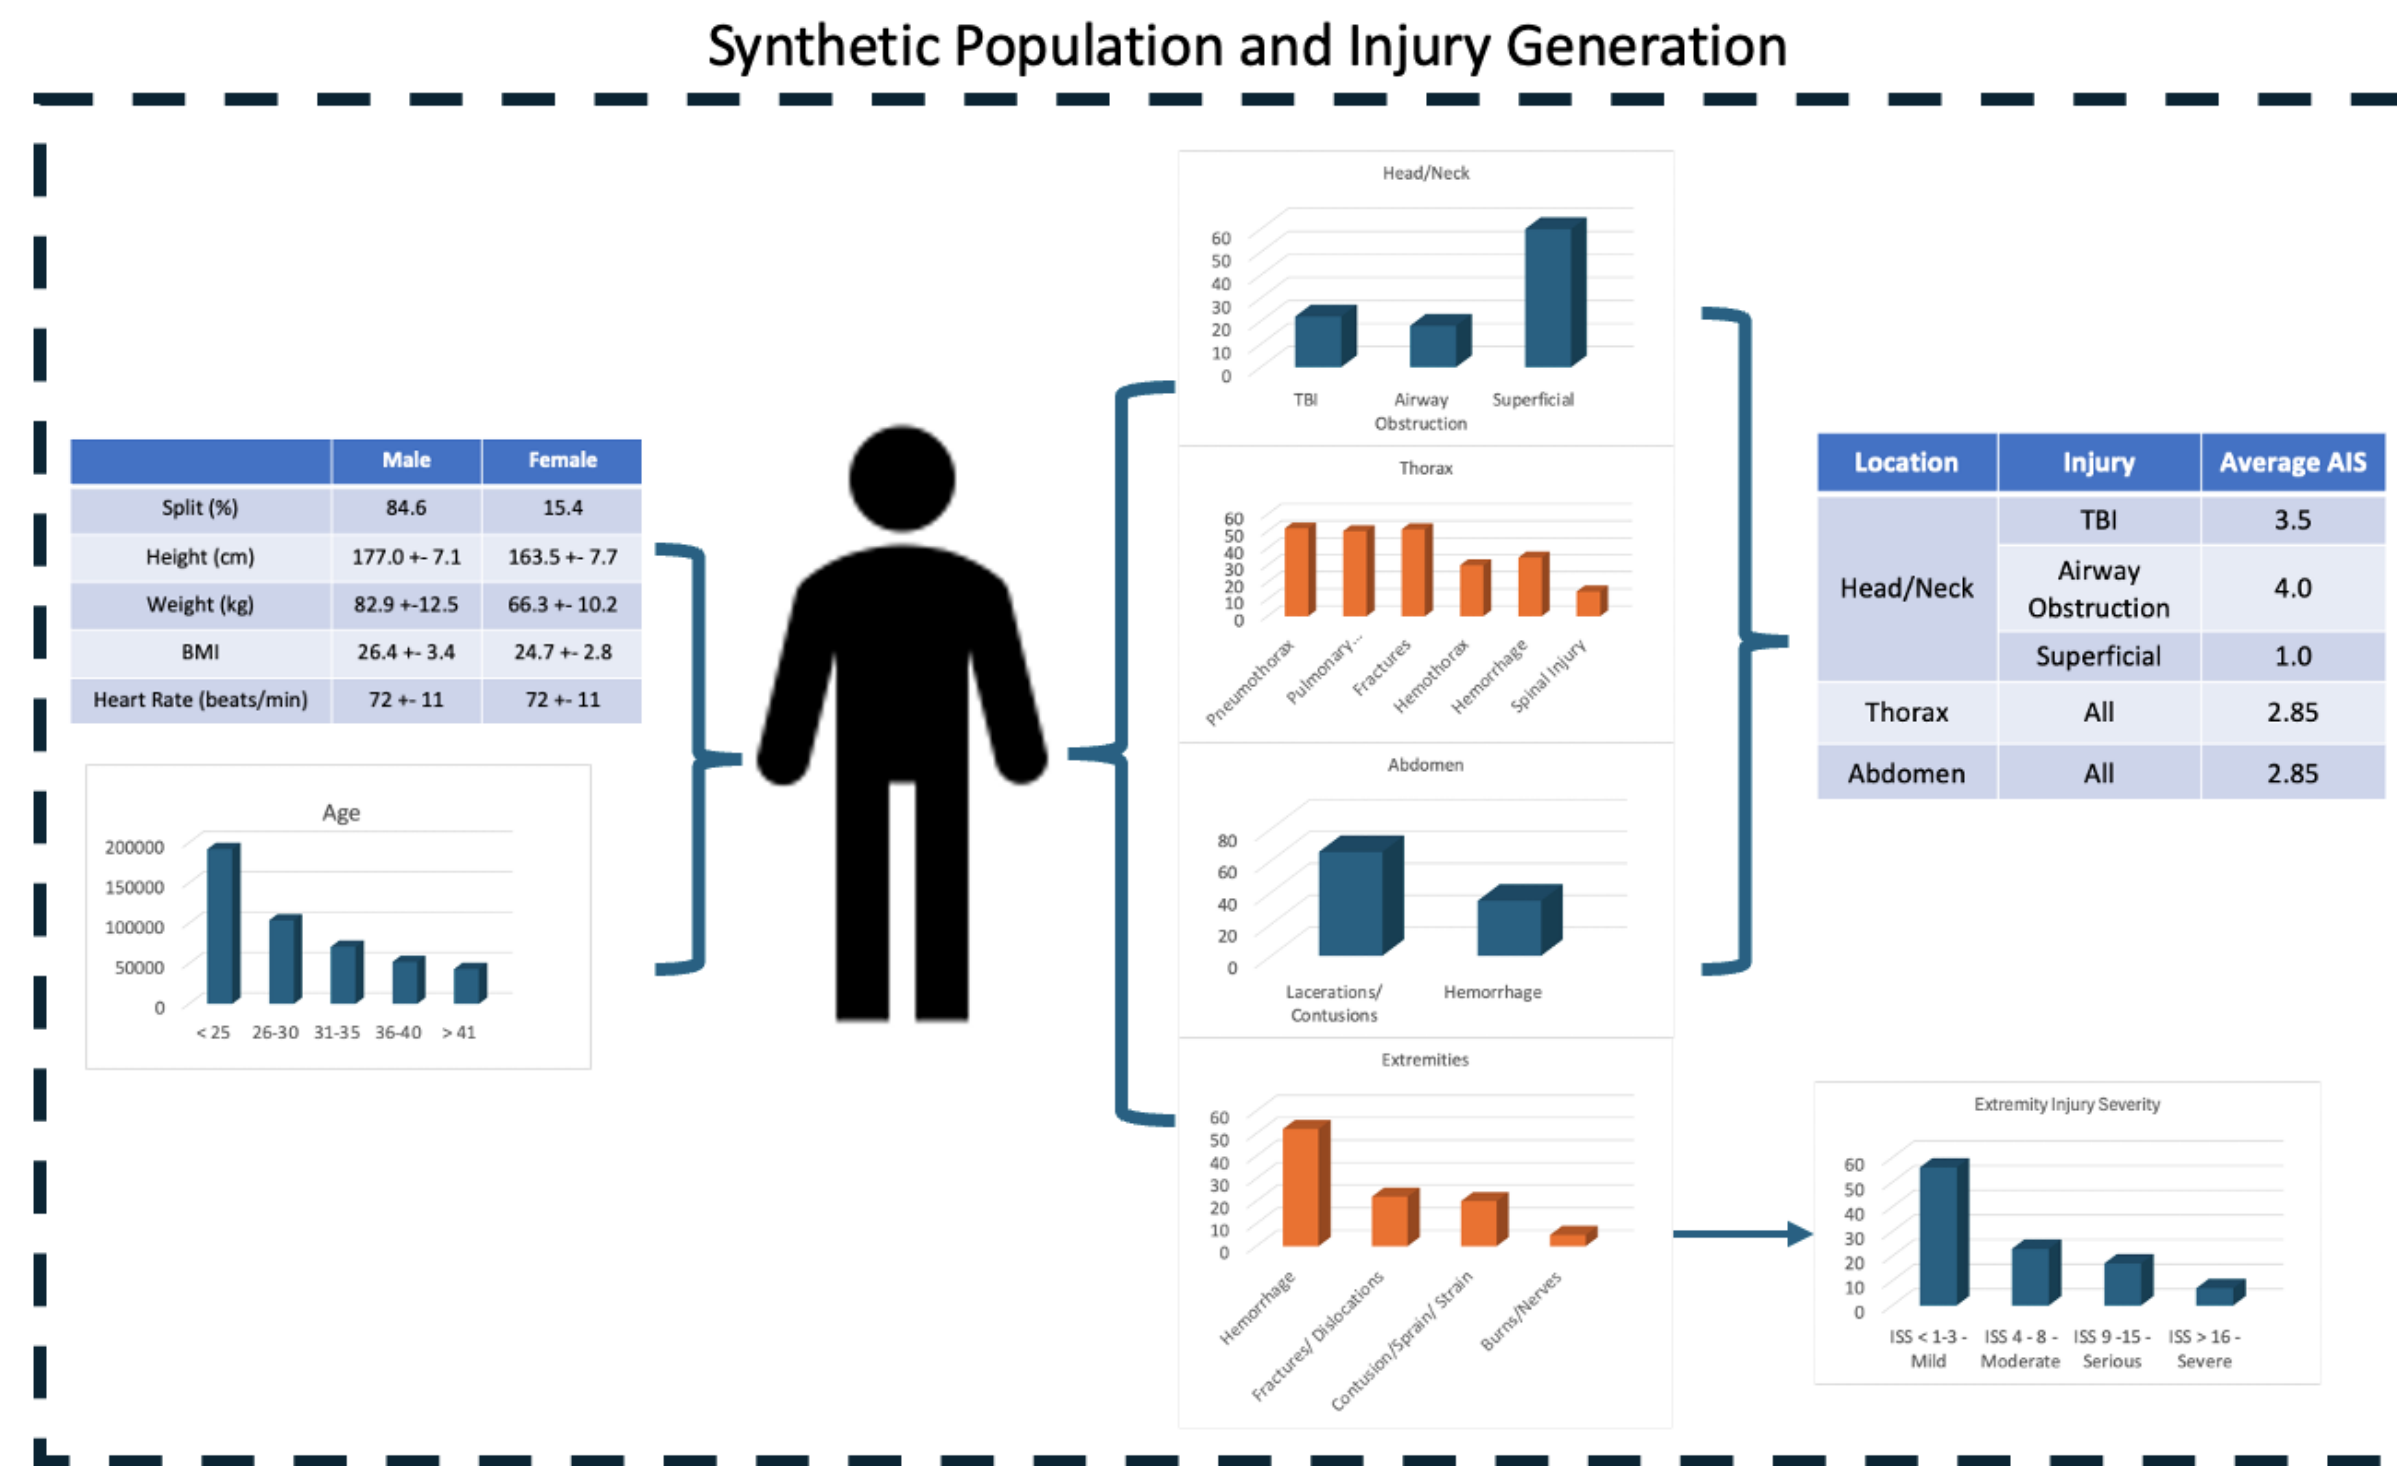 Synthetic Population and Injury Generation
Male Female
Split (%) 84.6 15.4
Height (cm) 177.0 +- 7.1 163.5 +- 7.7
Weight (kg) 82.9 +-12.5 66.3 +- 10.2
BMI 26.4 +- 3.4 24.7 +- 2.8
Heart Rate (beats/min) 72 +- 11 72 +- 11
Age
200000
150000
100000
50000
0
< 25 26-30 31-35 36-40 > 41
Head/Neck
60
50
40
30
20
10
0
TBI Airway Superficial
Obstruction
Thorax
60
50
40
30
20
10
0
Pneumothorax
Pulmonary...
Fractures
Hemothorax
Hemorrhage
Spinal Injury
Abdomen
80
60
40
20
0
Lacerations/ Hemorrhage
Contusions
Extremities
60
50
40
30
20
10
0
Hemorrhage
Fractures/ Dislocations
Contusion/Sprain/ Strain
Burns/Nerves
Location Injury Average AIS
Head/Neck
TBI 3.5
Airway
Obstruction
4.0
Superficial 1.0
Thorax All 2.85
Abdomen All 2.85
Extremity Injury Severity
60
50
40
30
20
10
0
ISS < 1-3 - ISS 4 - 8 - ISS 9 -15 - ISS > 16 -
Mild Moderate Serious Severe